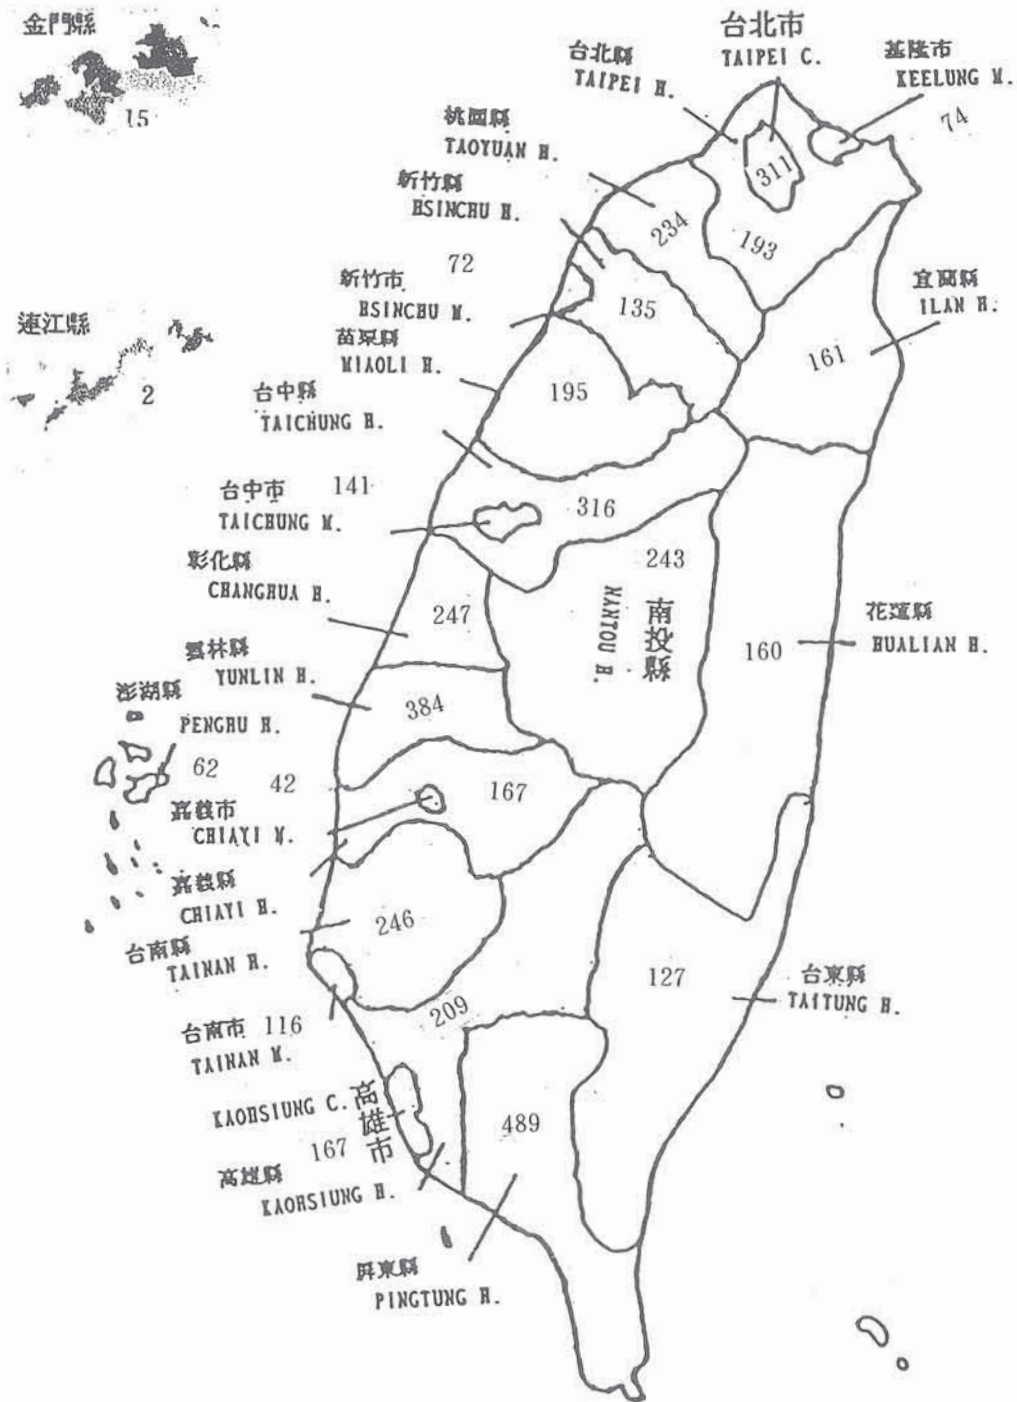 金門縣
15
台北市
TAIPEI C.
台北縣
TAIPEI H.
基隆市
KEELUNG M.
74
桃園縣
TAOYUAN H.
311
新竹縣
HSINCHU H.
234
193
72
新竹市
HSINCHU M.
135
宜蘭縣
ILAN H.
連江縣
2
苗栗縣
MIAOLI H.
161
195
台中縣
TAICHUNG H.
台中市
141
TAICHUNG M.
316
243
彰化縣
CHANGHUA H.
247
南投縣
NANTOU H.
160
花蓮縣
HUALIAN H.
雲林縣
YUNLIN H.
384
澎湖縣
PENGHU H.
62
42
167
嘉義市
CHIAYI M.
嘉義縣
CHIAYI H.
246
台南縣
TAINAN H.
127
台東縣
TAITUNG H.
209
台南市
116
TAINAN M.
KAOHSIUNG C.
高雄市
167
489
高雄縣
KAOHSIUNG H.
屏東縣
PINGTUNG H.